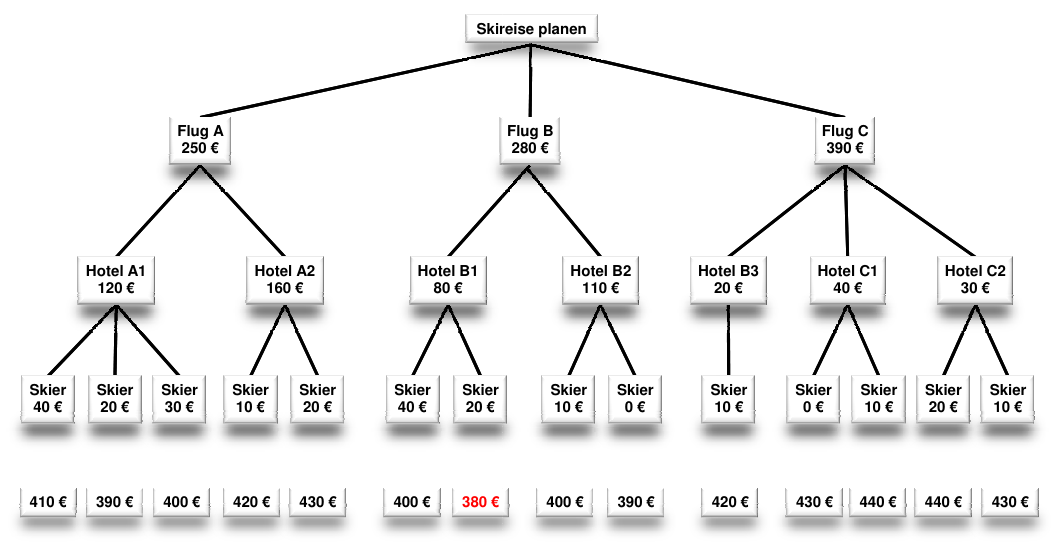 Skireise planen
Flug A
250 €
Flug B
280 €
Flug C
390 €
Hotel A1
120 €
Hotel A2
160 €
Hotel B1
80 €
Hotel B2
110 €
Hotel B3
20 €
Hotel C1
40 €
Hotel C2
30 €
Skier
40 €
Skier
20 €
Skier
30 €
Skier
10 €
Skier
20 €
Skier
40 €
Skier
20 €
Skier
10 €
Skier
0 €
Skier
10 €
Skier
0 €
Skier
10 €
Skier
20 €
Skier
10 €
410 €
390 €
400 €
420 €
430 €
400 €
380 €
400 €
390 €
420 €
430 €
440 €
440 €
430 €